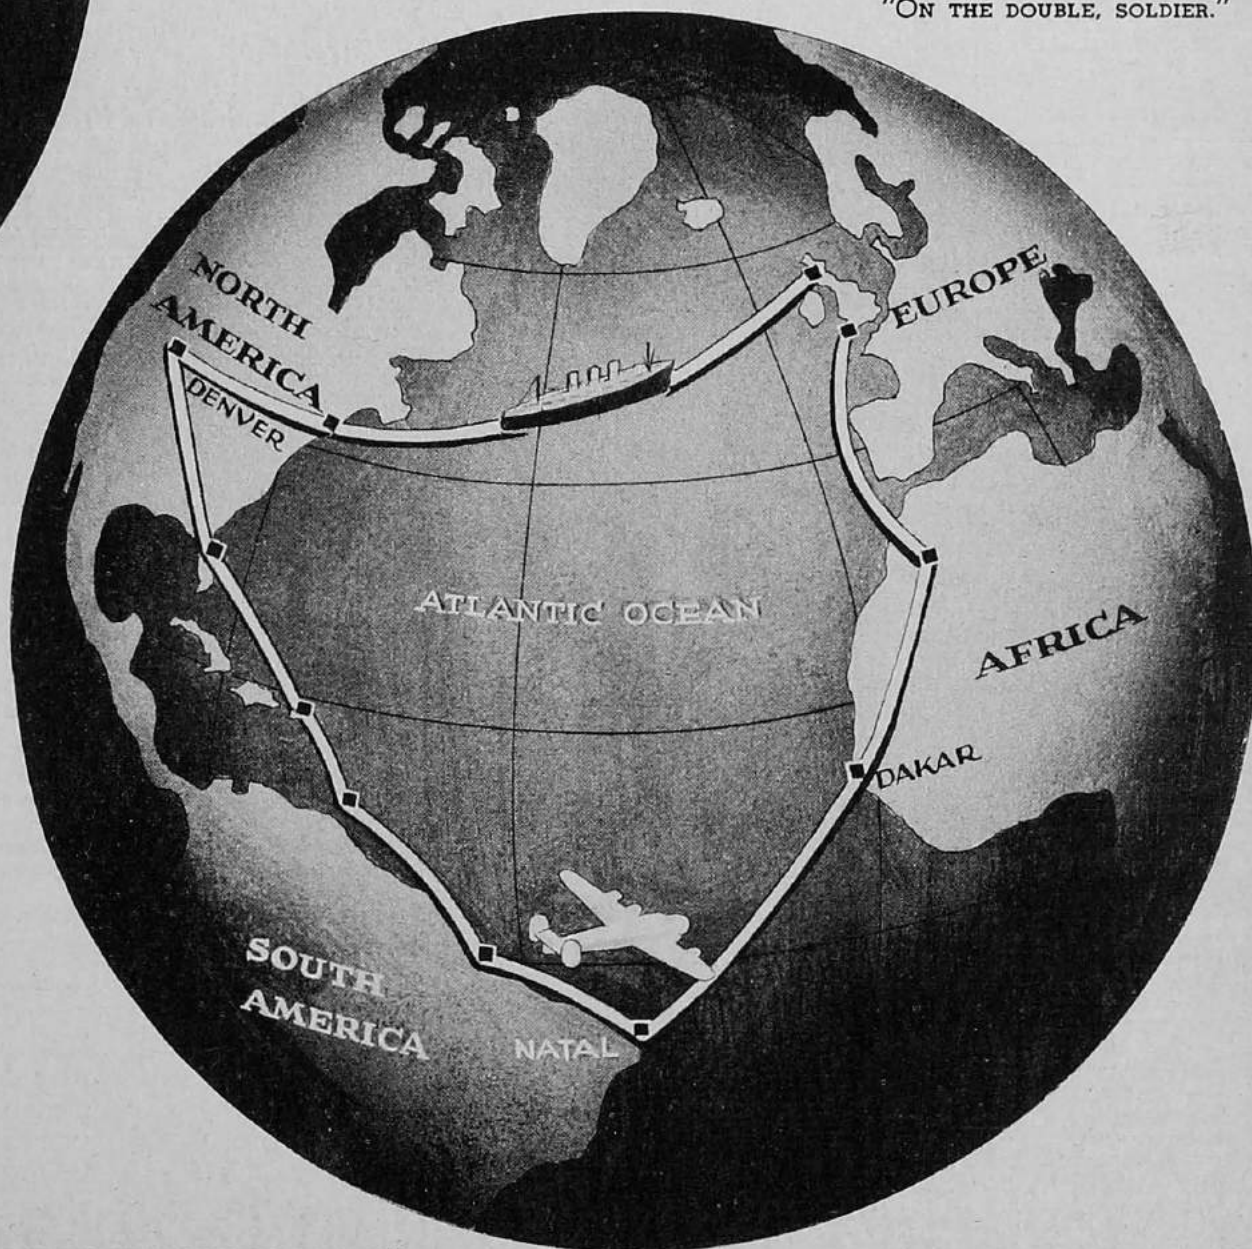 "ON THE DOUBLE, SOLDIER."
NORTH
AMERICA
EUROPE
DENVER
ATLANTIC OCEAN
AFRICA
DAKAR
SOUTH
AMERICA
NATAL